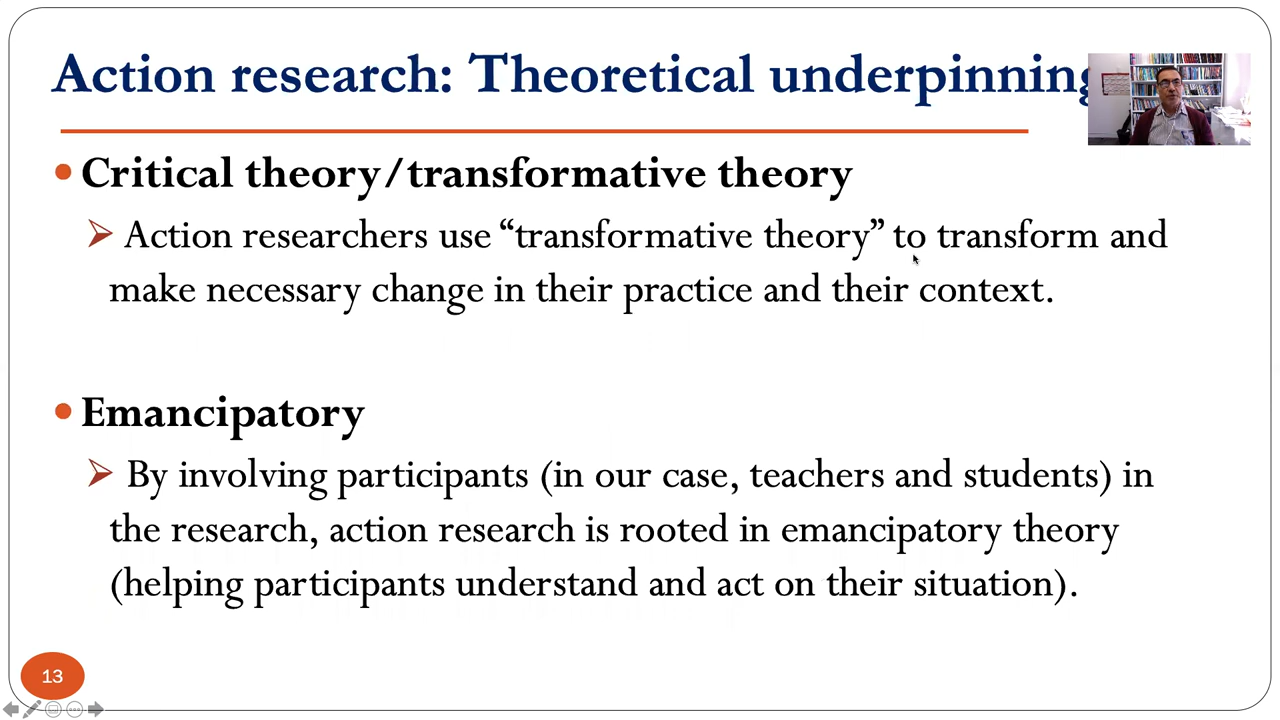 Action research: Theoretical underpinning
Critical theory/transformative theory
Action researchers use “transformative theory” to transform and
make necessary change in their practice and their context.
Emancipatory
By involving participants (in our case, teachers and students) in
the research, action research is rooted in emancipatory theory
(helping participants understand and act on their situation).
13